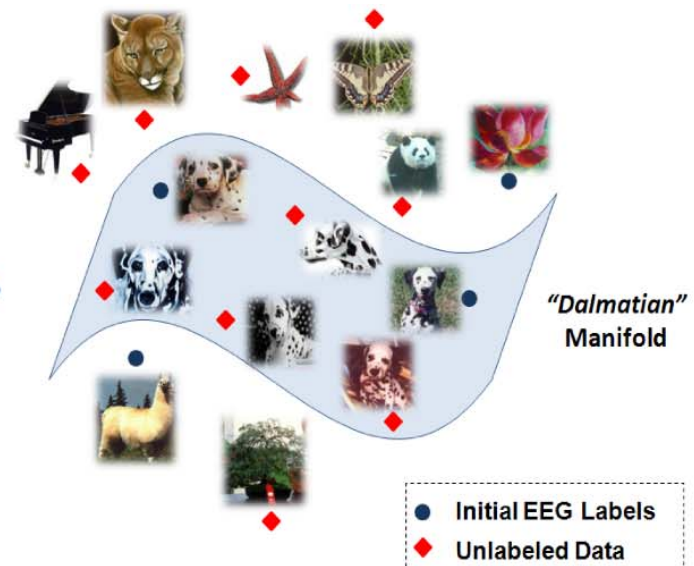 “Dalmatian”
Manifold
Initial EEG Labels
Unlabeled Data